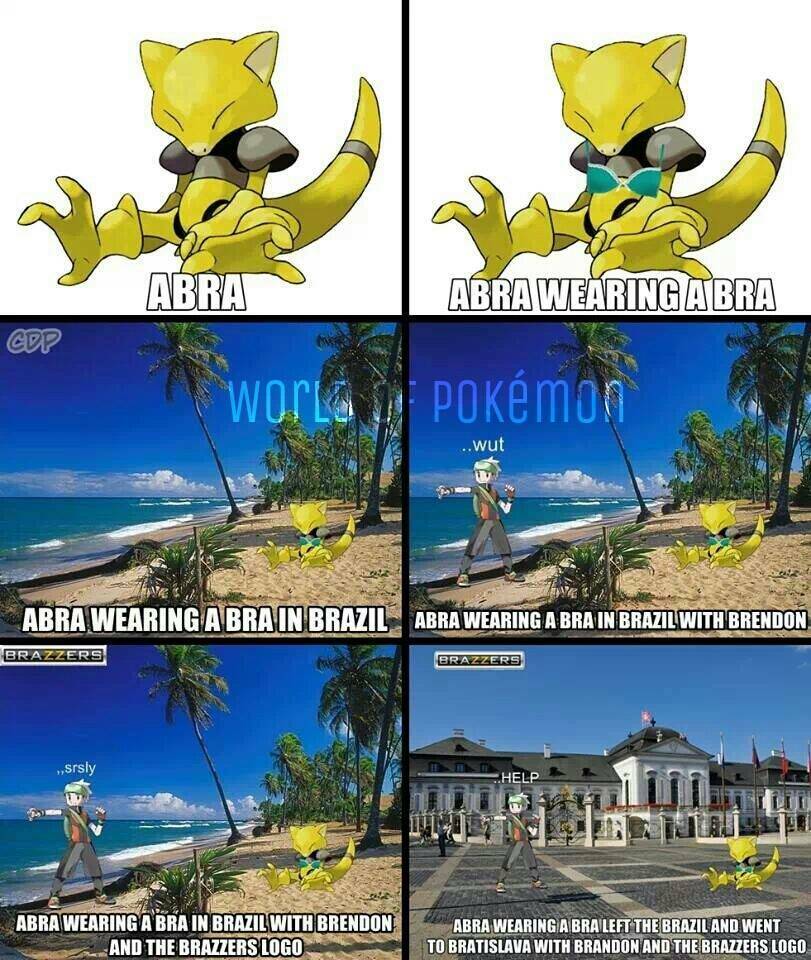 ABRA
ABRA WEARING A BRA
CDP
WORLD OF POKéMON
..wut
ABRA WEARING A BRA IN BRAZIL
ABRA WEARING A BRA IN BRAZIL WITH BRENDON
BRAZZERS
,,srsly
ABRA WEARING A BRA IN BRAZIL WITH BRENDON
AND THE BRAZZERS LOGO
BRAZZERS
..HELP
ABRA WEARING A BRA LEFT THE BRAZIL AND WENT
TO BRATISLAVA WITH BRANDON AND THE BRAZZERS LOGO